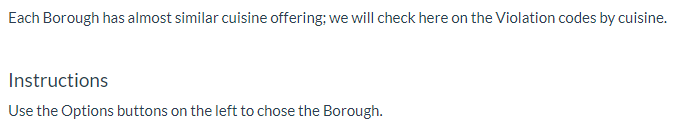 Each Borough has almost similar cuisine offering; we will check here on the Violation codes by cuisine.
Instructions
Use the Options buttons on the left to chose the Borough.